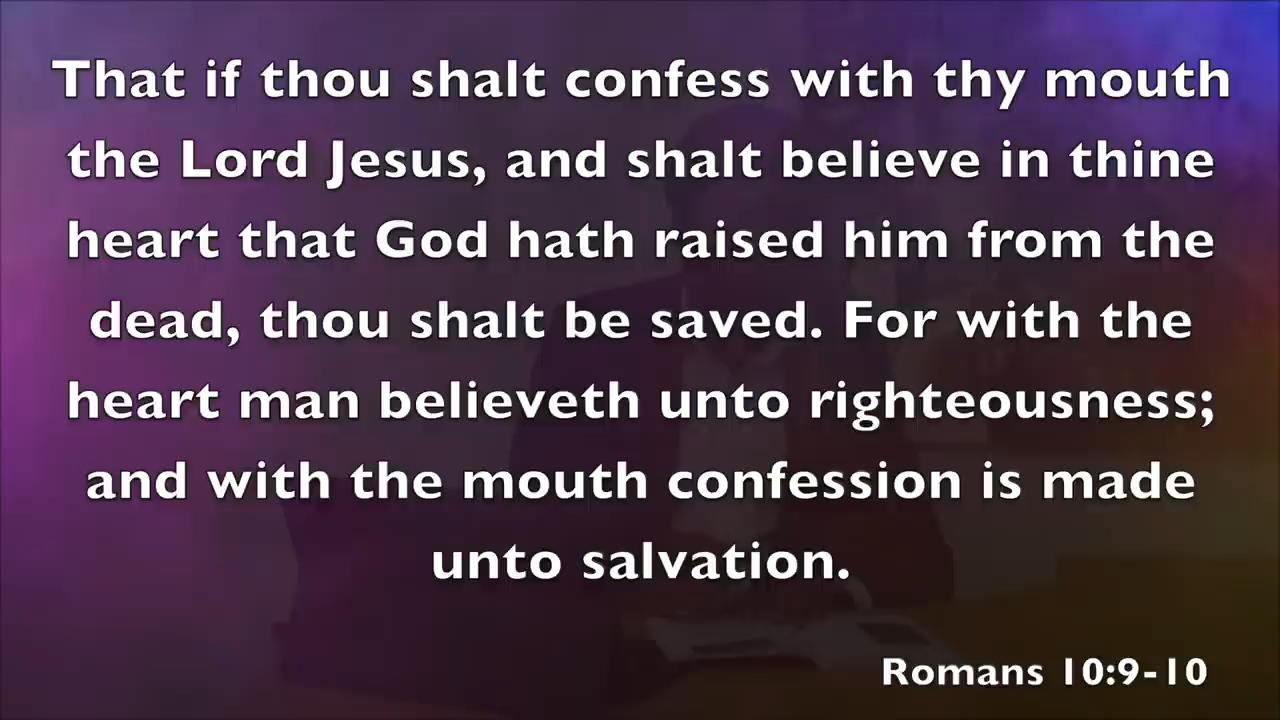 That if thou shalt confess with thy mouth
the Lord Jesus, and shalt believe in thine
heart that God hath raised him from the
dead, thou shalt be saved. For with the
heart man believeth unto righteousness;
and with the mouth confession is made
unto salvation.
Romans 10:9-10